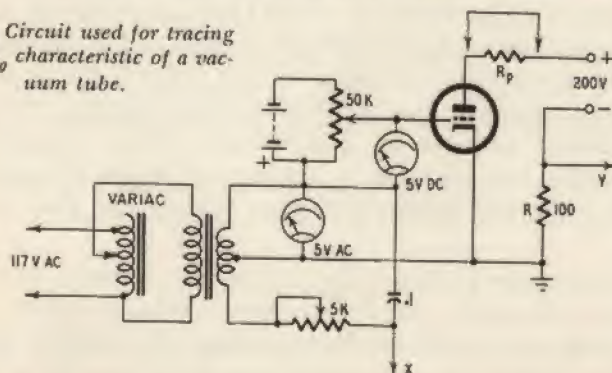 Circuit used for tracing
g characteristic of a vac-
uum tube.
50K
Rp
+
200V
-
+
5V DC
Y
VARIAC
R
100
117 V AC
5V AC
5K
.1
X